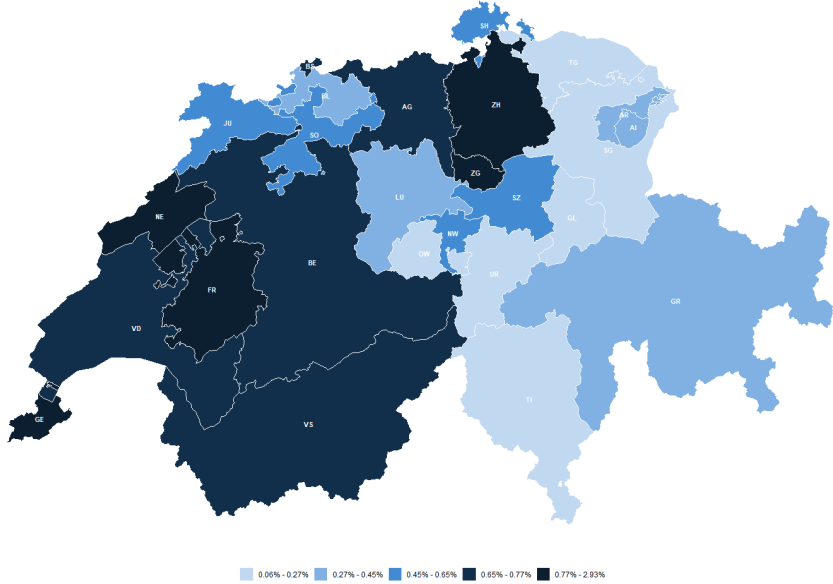 SH
TG
BS
BL
AG
ZH
AR
JU
AI
SO
SG
ZG
LU
SZ
NE
GL
NW
OW
BE
UR
FR
GR
VD
TI
GE
VS
0.06% - 0.27% 0.27% - 0.45% 0.45% - 0.65% 0.65% - 0.77% 0.77% - 2.93%